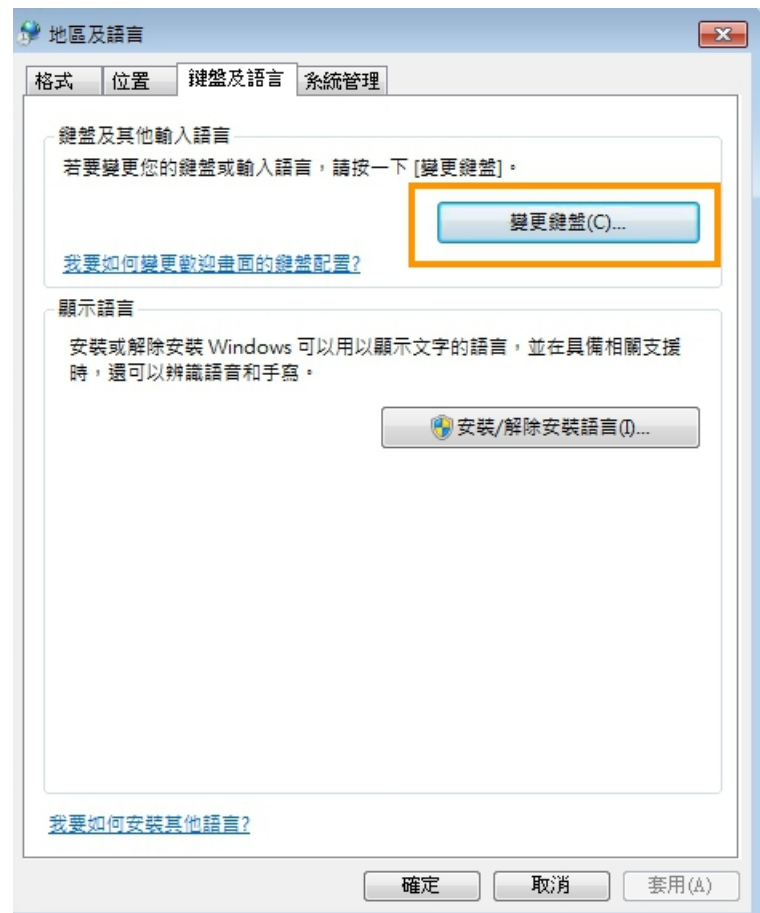 地區及語言
格式 位置 鍵盤及語言 系統管理
鍵盤及其他輸入語言
若要變更您的鍵盤或輸入語言，請按一下 [變更鍵盤]。
變更鍵盤(C)...
我要如何變更歡迎畫面的鍵盤配置?
顯示語言
安裝或解除安裝 Windows 可以用以顯示文字的語言，並在具備相關支援
時，還可以辨識語音和手寫。
安裝/解除安裝語言(I)...
我要如何安裝其他語言?
確定 取消 套用(A)